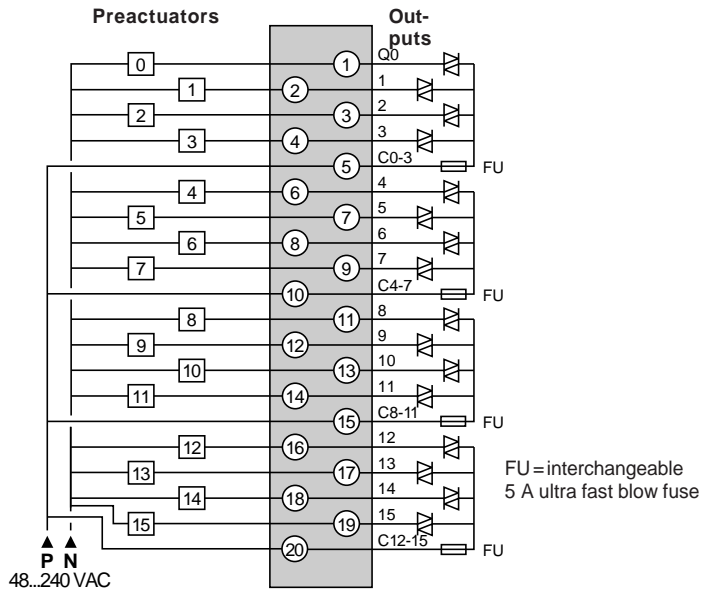 Preactuators Out-
puts
0 1 Q0
1 2 1
2 3 2
3 4 3
5 C0-3 FU
4 6 4
5 7 5
6 8 6
7 9 7
10 C4-7 FU
8 11 8
9 12 9
10 13 10
11 14 11
15 C8-11 FU
12 16 12
13 17 13
14 18 14
15 19 15
20 C12-15 FU
FU = interchangeable
5 A ultra fast blow fuse
P N
48...240 VAC